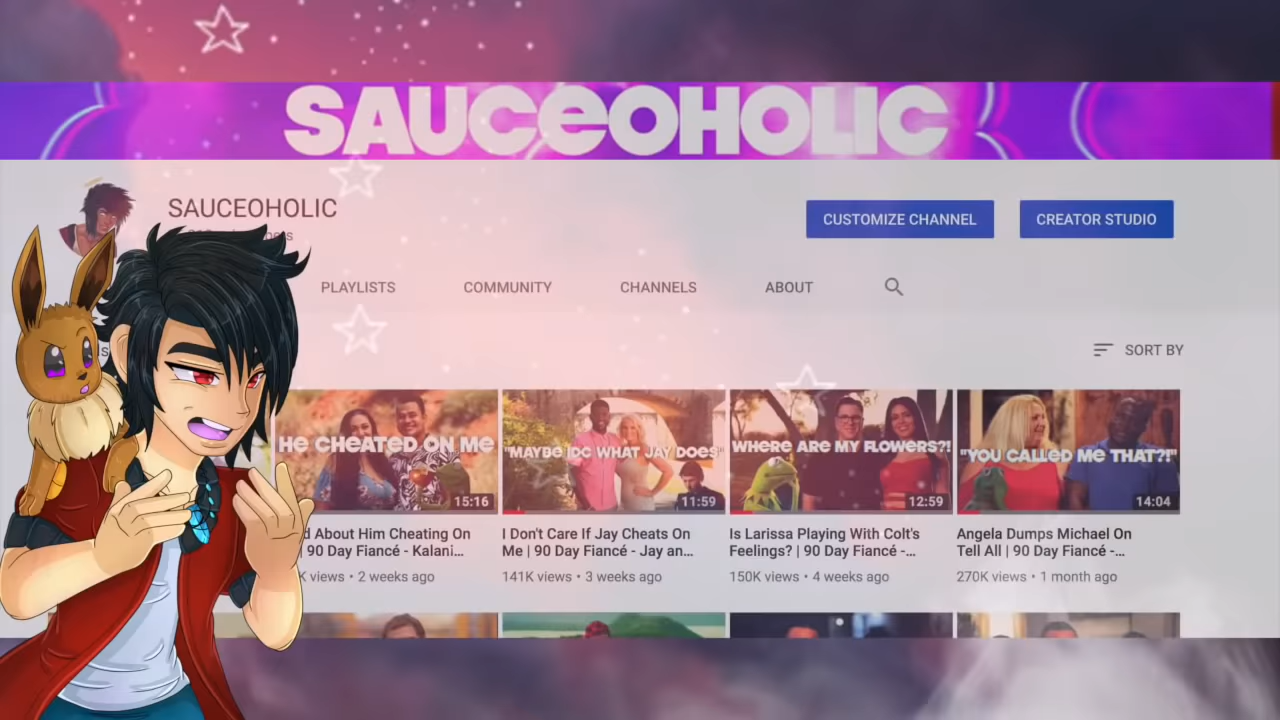 SAUCEOHOLIC
SAUCEOHOLIC
PLAYLISTS COMMUNITY CHANNELS ABOUT
SORT BY
CUSTOMIZE CHANNEL CREATOR STUDIO
HE CHEATED ON ME
15:16
"MAYBE IDC WHAT JAY DOES"
11:59
WHERE ARE MY FLOWERS?!
12:59
"YOU CALLED ME THAT?!"
14:04
About Him Cheating On
| 90 Day Fiancé - Kalani...
views • 2 weeks ago
I Don't Care If Jay Cheats On
Me | 90 Day Fiancé - Jay an...
141K views • 3 weeks ago
Is Larissa Playing With Colt's
Feelings? | 90 Day Fiancé -...
150K views • 4 weeks ago
Angela Dumps Michael On
Tell All | 90 Day Fiancé -...
270K views • 1 month ago